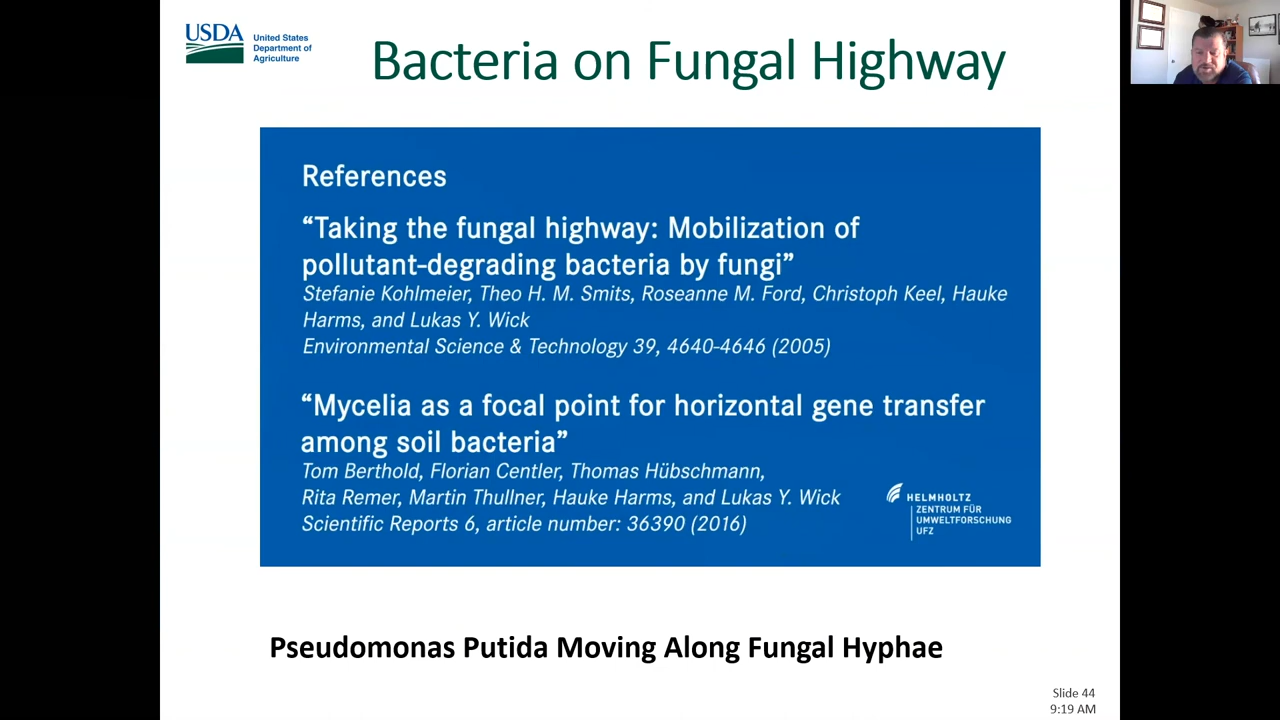 USDA
United States
Department of
Agriculture
Bacteria on Fungal Highway
References
“Taking the fungal highway: Mobilization of
pollutant-degrading bacteria by fungi”
Stefanie Kohlmeier, Theo H. M. Smits, Roseanne M. Ford, Christoph Keel, Hauke
Harms, and Lukas Y. Wick
Environmental Science & Technology 39, 4640-4646 (2005)
“Mycelia as a focal point for horizontal gene transfer
among soil bacteria”
Tom Berthold, Florian Centler, Thomas Hübschmann,
Rita Remer, Martin Thullner, Hauke Harms, and Lukas Y. Wick
Scientific Reports 6, article number: 36390 (2016)
HELMHOLTZ
ZENTRUM FÜR
UMWELTFORSCHUNG
UFZ
Pseudomonas Putida Moving Along Fungal Hyphae
Slide 44
9:19 AM